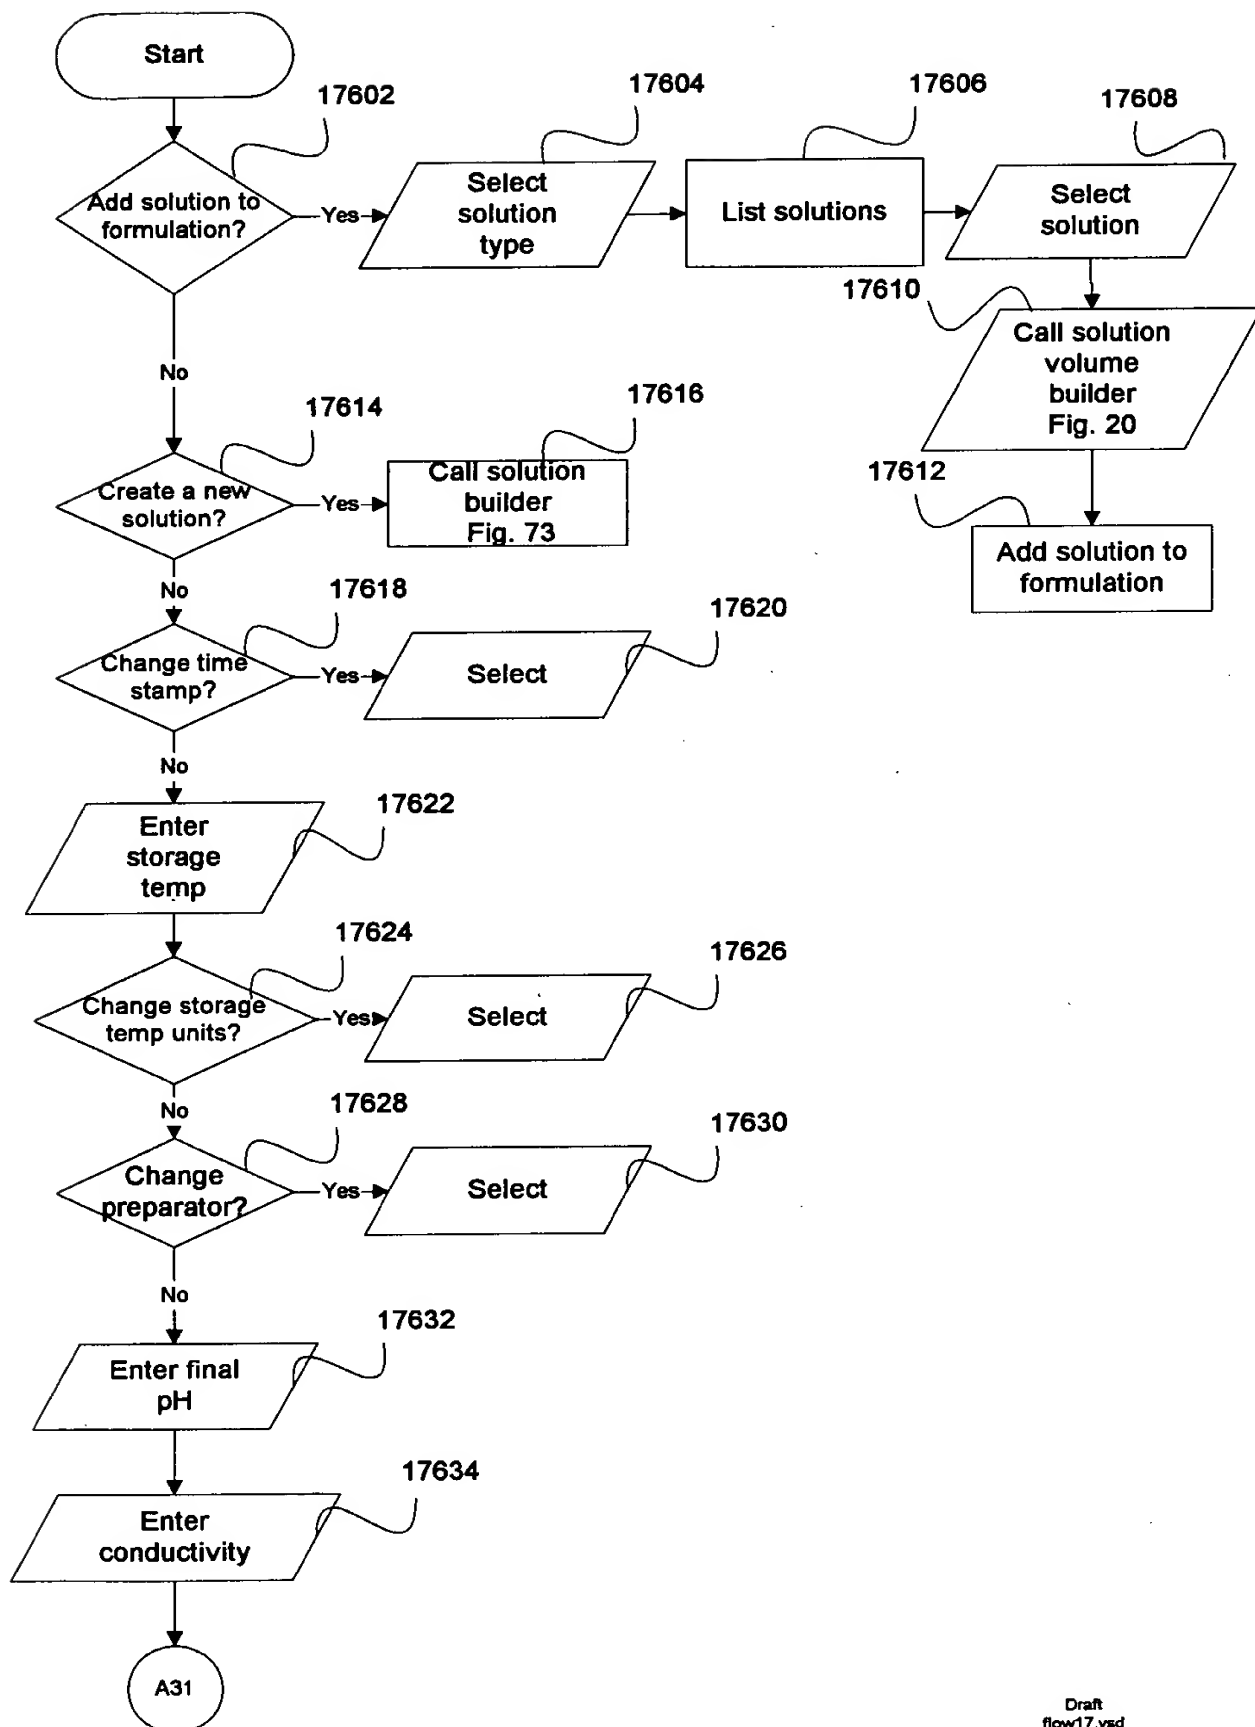 Start
17602
17604
17606
17608
Add solution to
formulation?
Yes
Select
solution
type
List solutions
Select
solution
17610
Call solution
volume
builder
Fig. 20
No
17612
Add solution to
formulation
17614
17616
Create a new
solution?
Yes
Call solution
builder
Fig. 73
No
17618
17620
Change time
stamp?
Yes
Select
No
17622
Enter
storage
temp
17624
17626
Change storage
temp units?
Yes
Select
No
17628
17630
Change
preparator?
Yes
Select
No
17632
Enter final
pH
17634
Enter
conductivity
A31
Draft
flow17.vsd